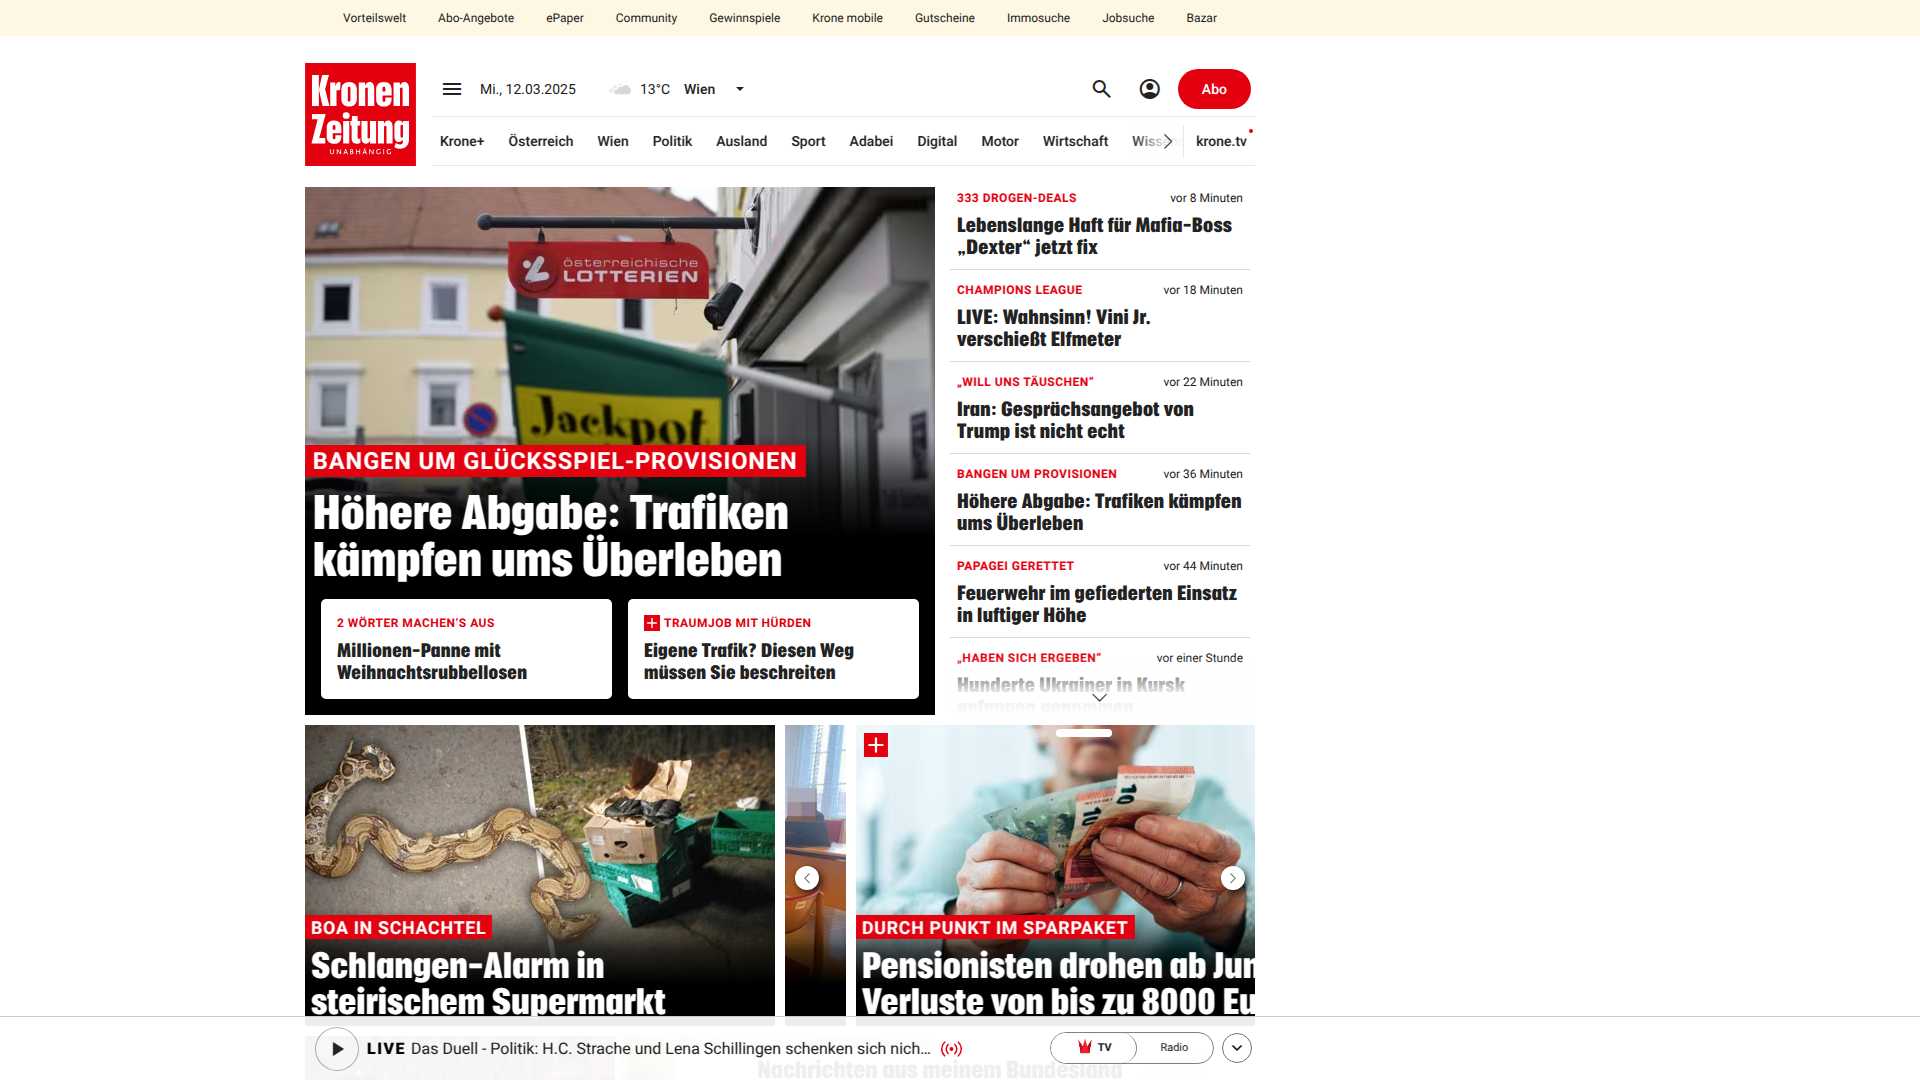 Vorteilswelt Abo-Angebote ePaper Community Gewinnspiele Krone mobile Gutscheine Immosuche Jobsuche Bazar
Kronen
Zeitung
UNABHÄNGIG
Mi., 12.03.2025 13°C Wien
Abo
Krone+ Österreich Wien Politik Ausland Sport Adabei Digital Motor Wirtschaft krone.tv
österreichische
LOTTERIEN
Jackpot
BANGEN UM GLÜCKSSPIEL-PROVISIONEN
Höhere Abgabe: Trafiken
kämpfen ums Überleben
2 WÖRTER MACHEN'S AUS
Millionen-Panne mit
Weihnachtsrubbellosen
TRAUMJOB MIT HÜRDEN
Eigene Trafik? Diesen Weg
müssen Sie beschreiten
333 DROGEN-DEALS vor 8 Minuten
Lebenslange Haft für Mafia-Boss
„Dexter“ jetzt fix
CHAMPIONS LEAGUE vor 18 Minuten
LIVE: Wahnsinn! Vini Jr.
verschießt Elfmeter
„WILL UNS TÄUSCHEN“ vor 22 Minuten
Iran: Gesprächsangebot von
Trump ist nicht echt
BANGEN UM PROVISIONEN vor 36 Minuten
Höhere Abgabe: Trafiken kämpfen
ums Überleben
PAPAGEI GERETTET vor 44 Minuten
Feuerwehr im gefiederten Einsatz
in luftiger Höhe
„HABEN SICH ERGEBEN“ vor einer Stunde
Hunderte Ukrainer in Kursk
gefangen genommen
BOA IN SCHACHTEL
Schlangen-Alarm in
steirischem Supermarkt
10
10
DURCH PUNKT IM SPARPAKET
Pensionisten drohen ab Jun
Verluste von bis zu 8000 Eu
LIVE Das Duell - Politik: H.C. Strache und Lena Schillingen schenken sich nich...
TV Radio
Nachrichten aus meinem Bundesland